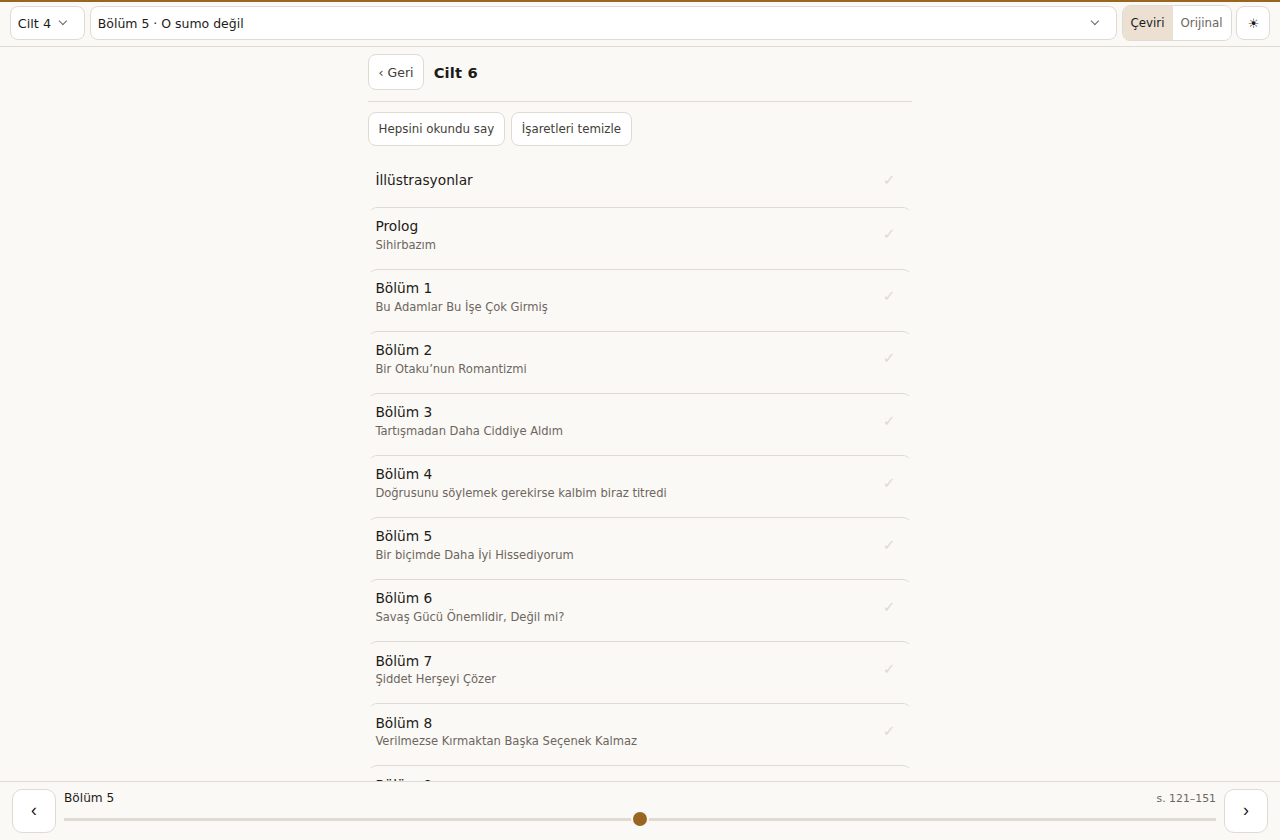 Cilt 4
Bölüm 5 · O sumo değil
Çeviri
Orijinal
‹ Geri
Cilt 6
Hepsini okundu say
İşaretleri temizle
İllüstrasyonlar
Prolog
Sihirbazım
Bölüm 1
Bu Adamlar Bu İşe Çok Girmiş
Bölüm 2
Bir Otaku’nun Romantizmi
Bölüm 3
Tartışmadan Daha Ciddiye Aldım
Bölüm 4
Doğrusunu söylemek gerekirse kalbim biraz titredi
Bölüm 5
Bir biçimde Daha İyi Hissediyorum
Bölüm 6
Savaş Gücü Önemlidir, Değil mi?
Bölüm 7
Şiddet Herşeyi Çözer
Bölüm 8
Verilmezse Kırmaktan Başka Seçenek Kalmaz
Bölüm 5
s. 121–151